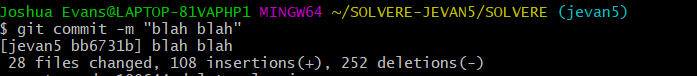 Joshua Evans@LAPTOP-81VAPHP1 MINGW64 ~/SOLVERE-JEVAN5/SOLVERE (jevan5)
$ git commit -m "blah blah"
[jevan5 bb6731b] blah blah
28 files changed, 108 insertions(+), 252 deletions(-)